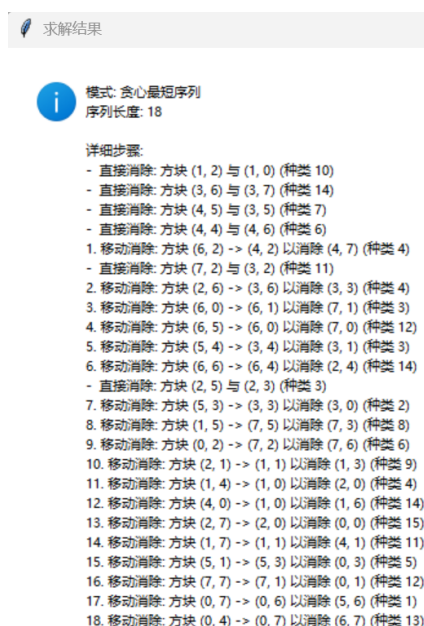 求解结果
模式: 贪心最短序列
序列长度: 18
详细步骤:
- 直接消除: 方块 (1, 2) 与 (1, 0) (种类 10)
- 直接消除: 方块 (3, 6) 与 (3, 7) (种类 14)
- 直接消除: 方块 (4, 5) 与 (3, 5) (种类 7)
- 直接消除: 方块 (4, 4) 与 (4, 6) (种类 6)
1. 移动消除: 方块 (6, 2) -> (4, 2) 以消除 (4, 7) (种类 4)
- 直接消除: 方块 (7, 2) 与 (3, 2) (种类 11)
2. 移动消除: 方块 (2, 6) -> (3, 6) 以消除 (3, 3) (种类 4)
3. 移动消除: 方块 (6, 0) -> (6, 1) 以消除 (7, 1) (种类 3)
4. 移动消除: 方块 (6, 5) -> (6, 0) 以消除 (7, 0) (种类 12)
5. 移动消除: 方块 (5, 4) -> (3, 4) 以消除 (3, 1) (种类 3)
6. 移动消除: 方块 (6, 6) -> (6, 4) 以消除 (2, 4) (种类 14)
- 直接消除: 方块 (2, 5) 与 (2, 3) (种类 3)
7. 移动消除: 方块 (5, 3) -> (3, 3) 以消除 (3, 0) (种类 2)
8. 移动消除: 方块 (1, 5) -> (7, 5) 以消除 (7, 3) (种类 8)
9. 移动消除: 方块 (0, 2) -> (7, 2) 以消除 (7, 6) (种类 6)
10. 移动消除: 方块 (2, 1) -> (1, 1) 以消除 (1, 3) (种类 9)
11. 移动消除: 方块 (1, 4) -> (1, 0) 以消除 (2, 0) (种类 4)
12. 移动消除: 方块 (4, 0) -> (1, 0) 以消除 (1, 6) (种类 14)
13. 移动消除: 方块 (2, 7) -> (2, 0) 以消除 (0, 0) (种类 15)
14. 移动消除: 方块 (1, 7) -> (1, 1) 以消除 (4, 1) (种类 11)
15. 移动消除: 方块 (5, 1) -> (5, 3) 以消除 (0, 3) (种类 5)
16. 移动消除: 方块 (7, 7) -> (7, 1) 以消除 (0, 1) (种类 12)
17. 移动消除: 方块 (0, 7) -> (0, 6) 以消除 (5, 6) (种类 1)
18. 移动消除: 方块 (0, 4) -> (0, 7) 以消除 (6, 7) (种类 13)